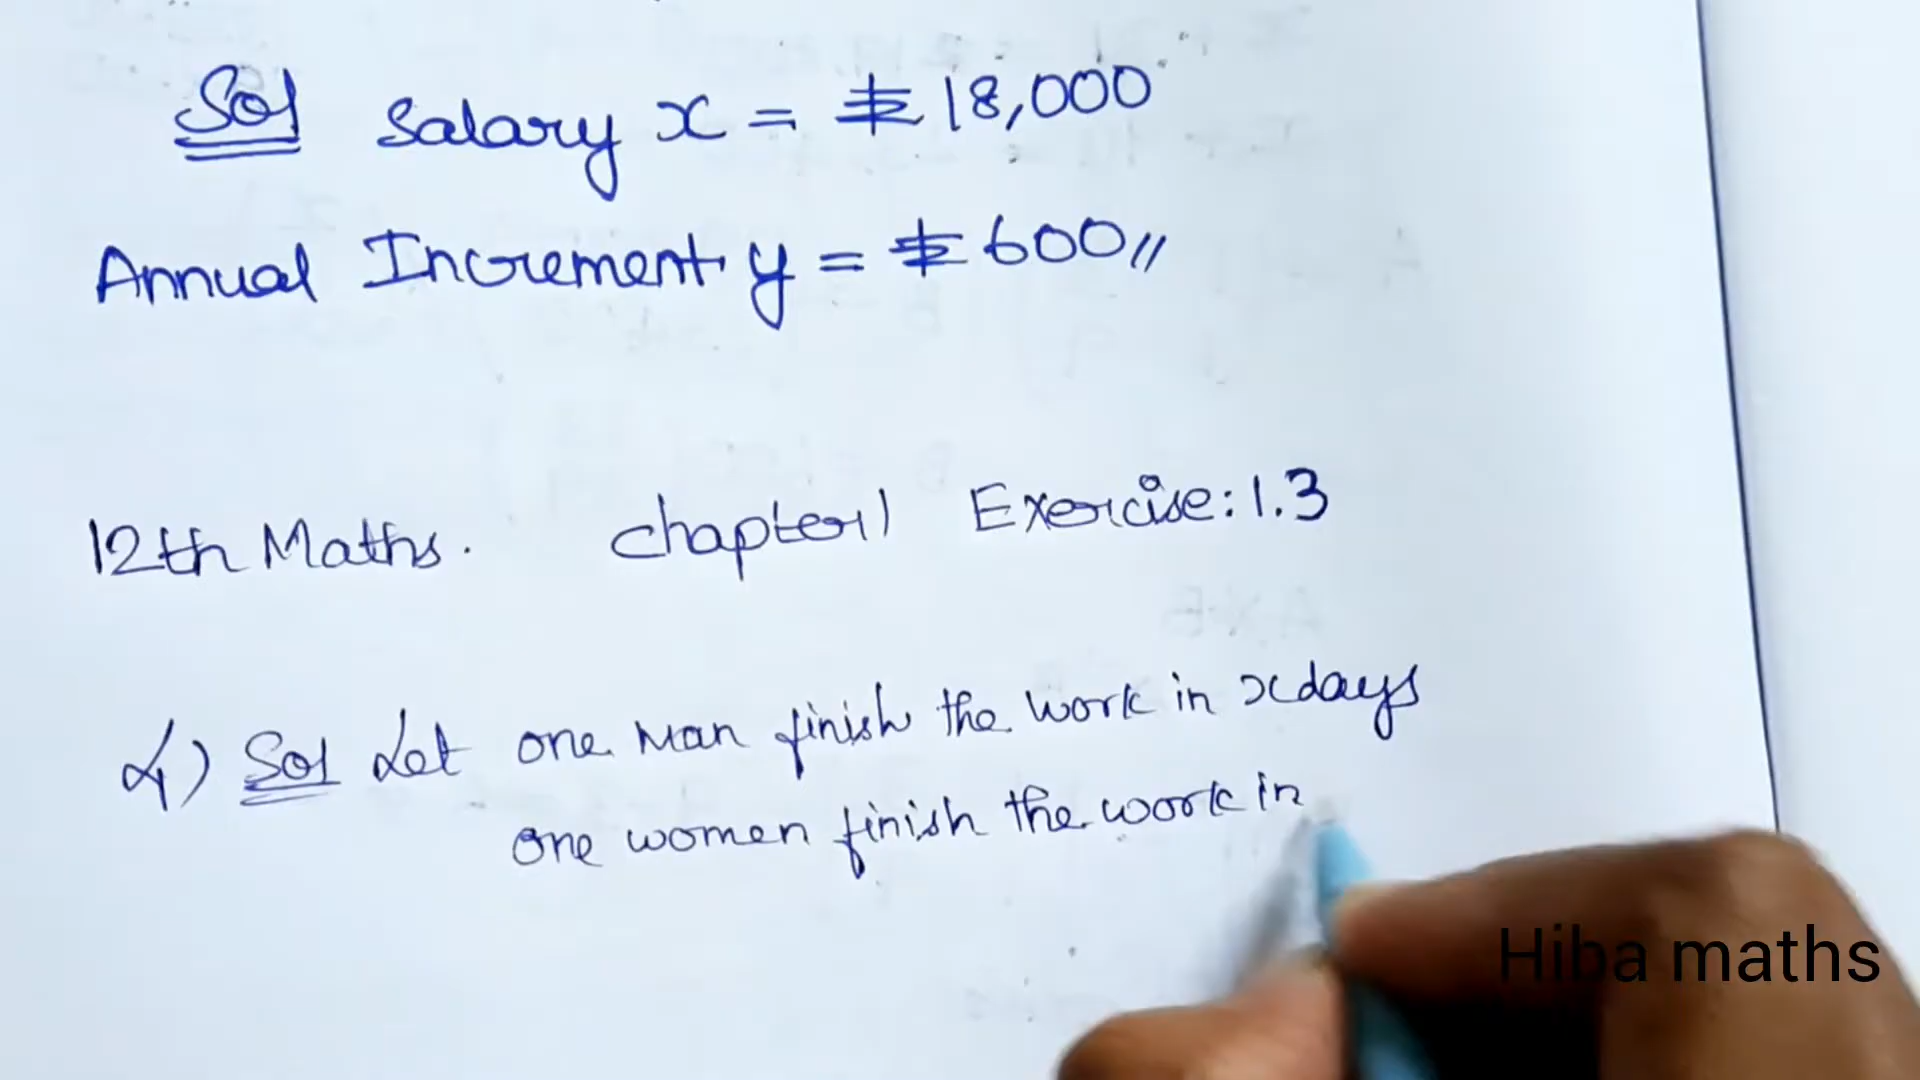 Sol Salary x = ₹ 18,000
Annual Increment y = ₹ 600//
12th Maths. Chapter 1 Exercise: 1.3
4) Sol Let one man finish the work in x days
one women finish the work in
Hiba maths